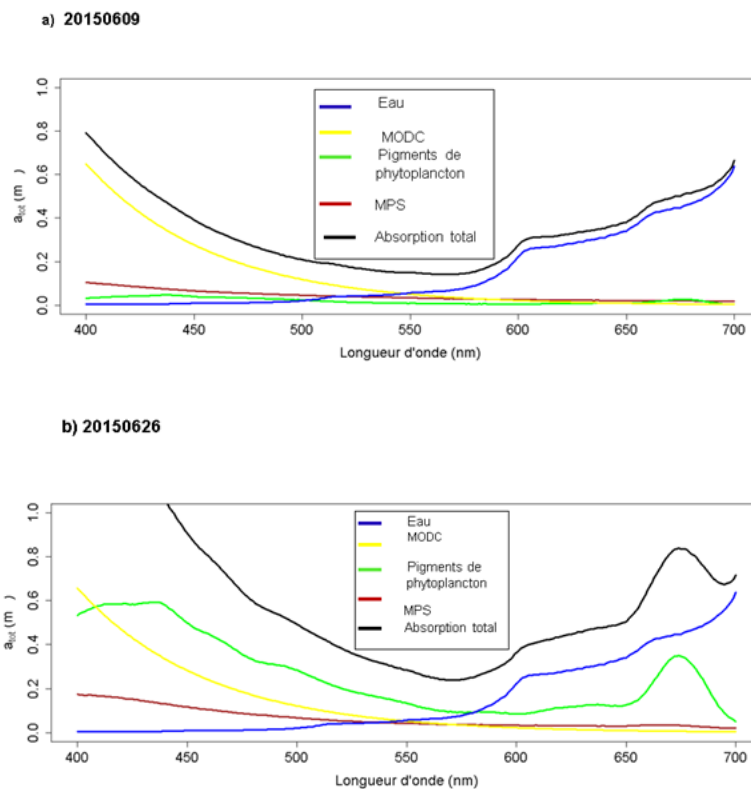 a) 20150609
a_tot (m )
1.0
0.8
0.6
0.4
0.2
0.0
Eau
MODC
Pigments de
phytoplancton
MPS
Absorption total
400 450 500 550 600 650 700
Longueur d'onde (nm)
b) 20150626
a_tot (m )
1.0
0.8
0.6
0.4
0.2
0.0
Eau
MODC
Pigments de
phytoplancton
MPS
Absorption total
400 450 500 550 600 650 700
Longueur d'onde (nm)